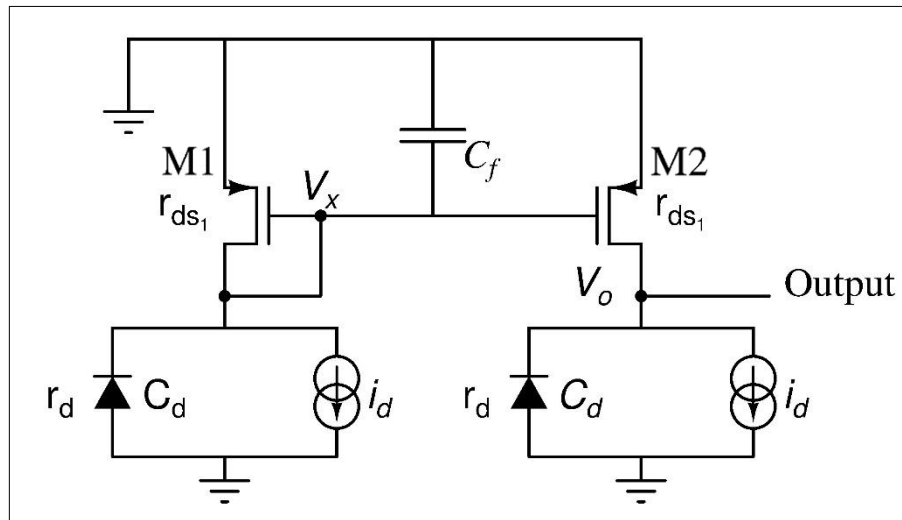 M1 V_x C_f M2
r_ds₁ r_ds₁
V_o Output
r_d C_d i_d r_d C_d i_d